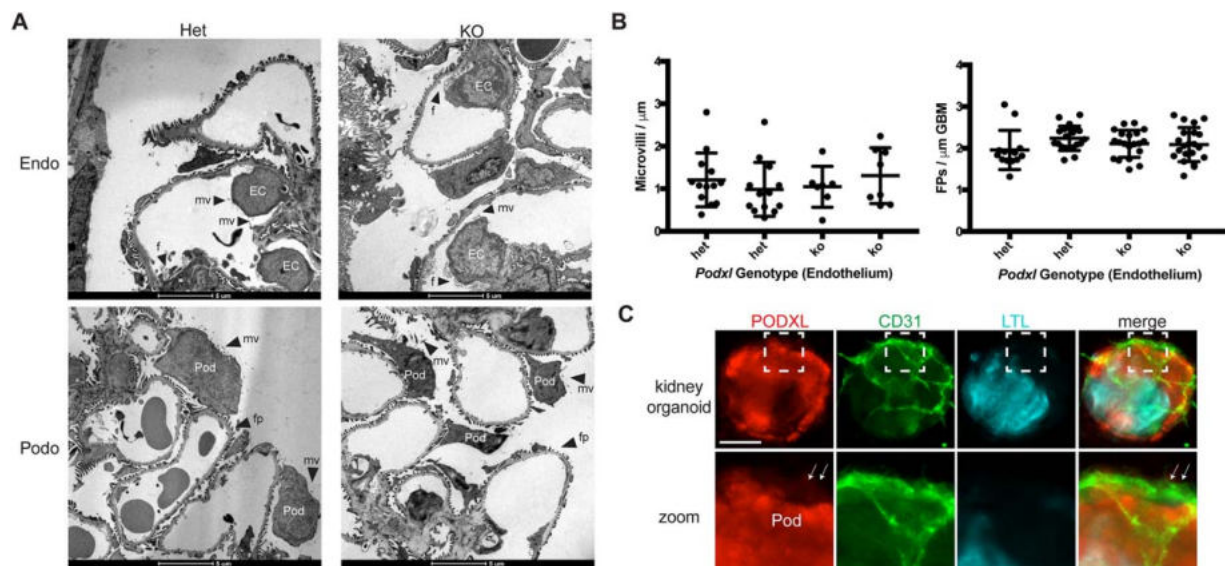 A
Het
KO
Endo
EC
mv
mv
EC
f
EC
f
mv
EC
f
5 um
5 um
Podo
mv
Pod
fp
mv
Pod
mv
Pod
Pod
mv
Pod
fp
5 um
5 um
B
Microvilli / μm
4
3
2
1
0
het
het
ko
ko
Podxl Genotype (Endothelium)
FPs / μm GBM
4
3
2
1
0
het
het
ko
ko
Podxl Genotype (Endothelium)
C
PODXL
CD31
LTL
merge
kidney
organoid
zoom
Pod